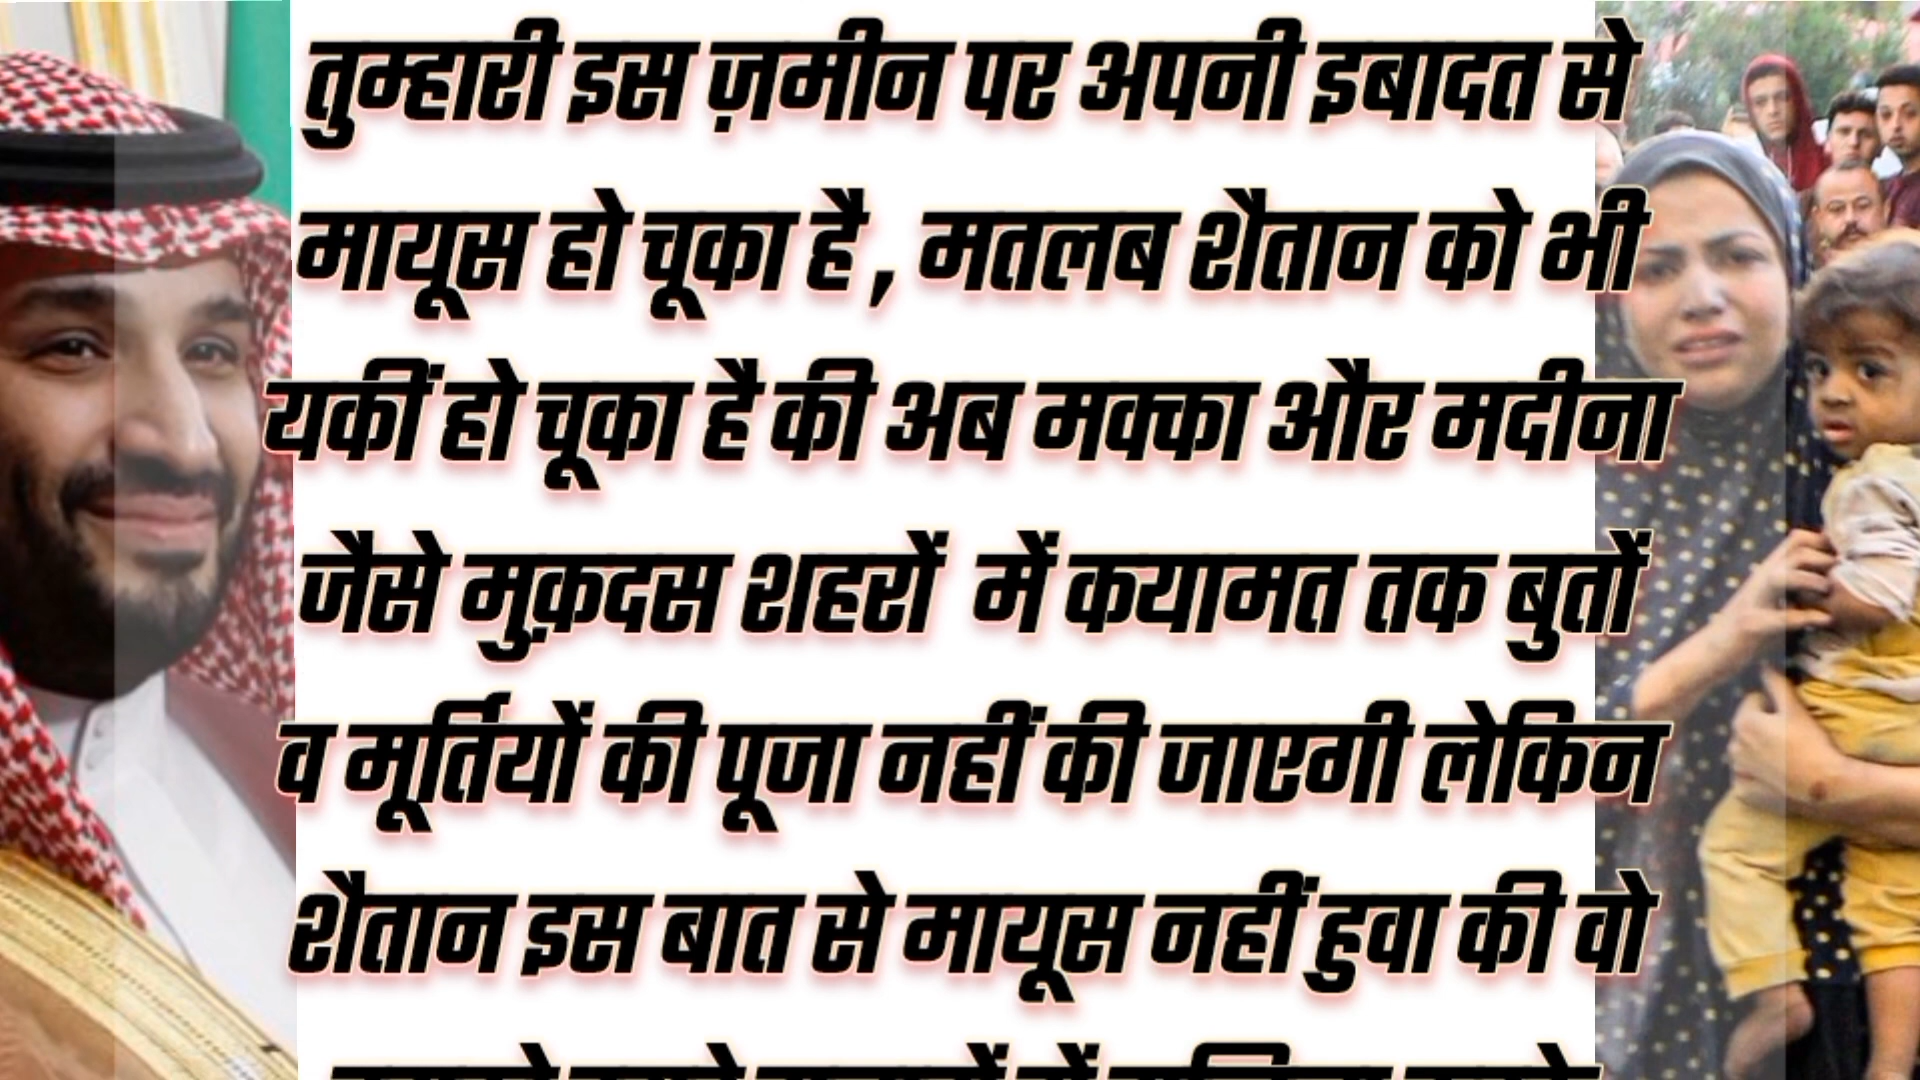 तुम्हारी इस ज़मीन पर अपनी इबादत से
मायूस हो चूका है , मतलब शैतान को भी
यकीं हो चूका है की अब मक्का और मदीना
जैसे मुक़दस शहरों में कयामत तक बुतों
व मूर्तियों की पूजा नहीं की जाएगी लेकिन
शैतान इस बात से मायूस नहीं हुवा की वो